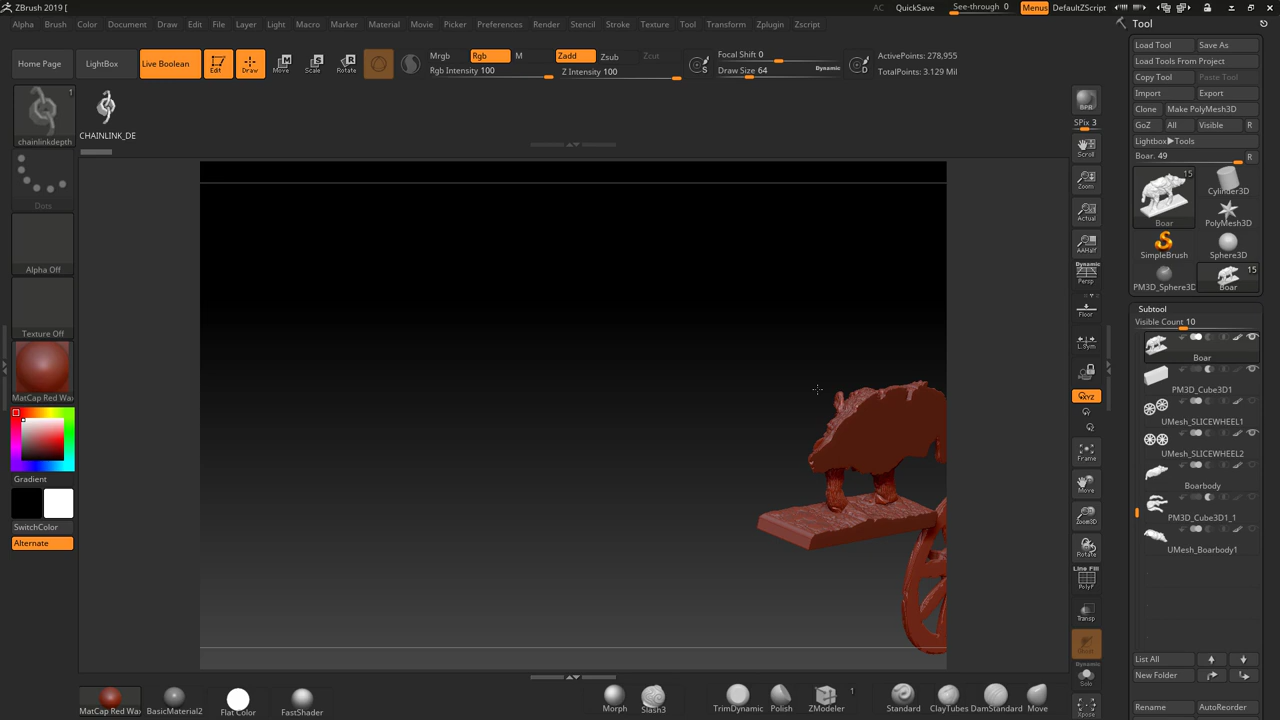 ZBrush 2019 [
AC QuickSave See-through 0 Menus DefaultZScript
Alpha Brush Color Document Draw Edit File Layer Light Macro Marker Material Movie Picker Preferences Render Stencil Stroke Texture Tool Transform Zplugin Zscript
Tool
Home Page LightBox Live Boolean Edit Draw Move Scale Rotate
Mrgb Rgb M
Rgb Intensity 100
Zadd Zsub Zcut
Z Intensity 100
Focal Shift 0
Draw Size 64 Dynamic
S
D
ActivePoints: 278,955
TotalPoints: 3.129 Mil
Load Tool Save As
Load Tools From Project
Copy Tool Paste Tool
Import Export
Clone Make PolyMesh3D
GoZ All Visible R
Lightbox▶Tools
Boar. 49 R
15
Boar
Cylinder3D
PolyMesh3D
SimpleBrush Sphere3D
PM3D_Sphere3D
15
Boar
1
chainlinkdepth
CHAINLINK_DE
Dots
Alpha Off
Texture Off
MatCap Red Wax
Gradient
SwitchColor
Alternate
BPR
SPix 3
Scroll
Zoom
Actual
AAHalf
Dynamic
Persp
Floor
L.Sym
XYZ
Frame
Move
Zoom3D
Rotate
Line Fill
PolyF
Transp
Dynamic
Solo
Xpose
Subtool
Visible Count 10
Boar
PM3D_Cube3D1
UMesh_SLICEWHEEL1
UMesh_SLICEWHEEL2
Boarbody
PM3D_Cube3D1_1
UMesh_Boarbody1
List All
New Folder
Rename AutoReorder
MatCap Red Wax BasicMaterial2 Flat Color FastShader
Morph Slash3 TrimDynamic Polish ZModeler 1 Standard ClayTubes DamStandard Move